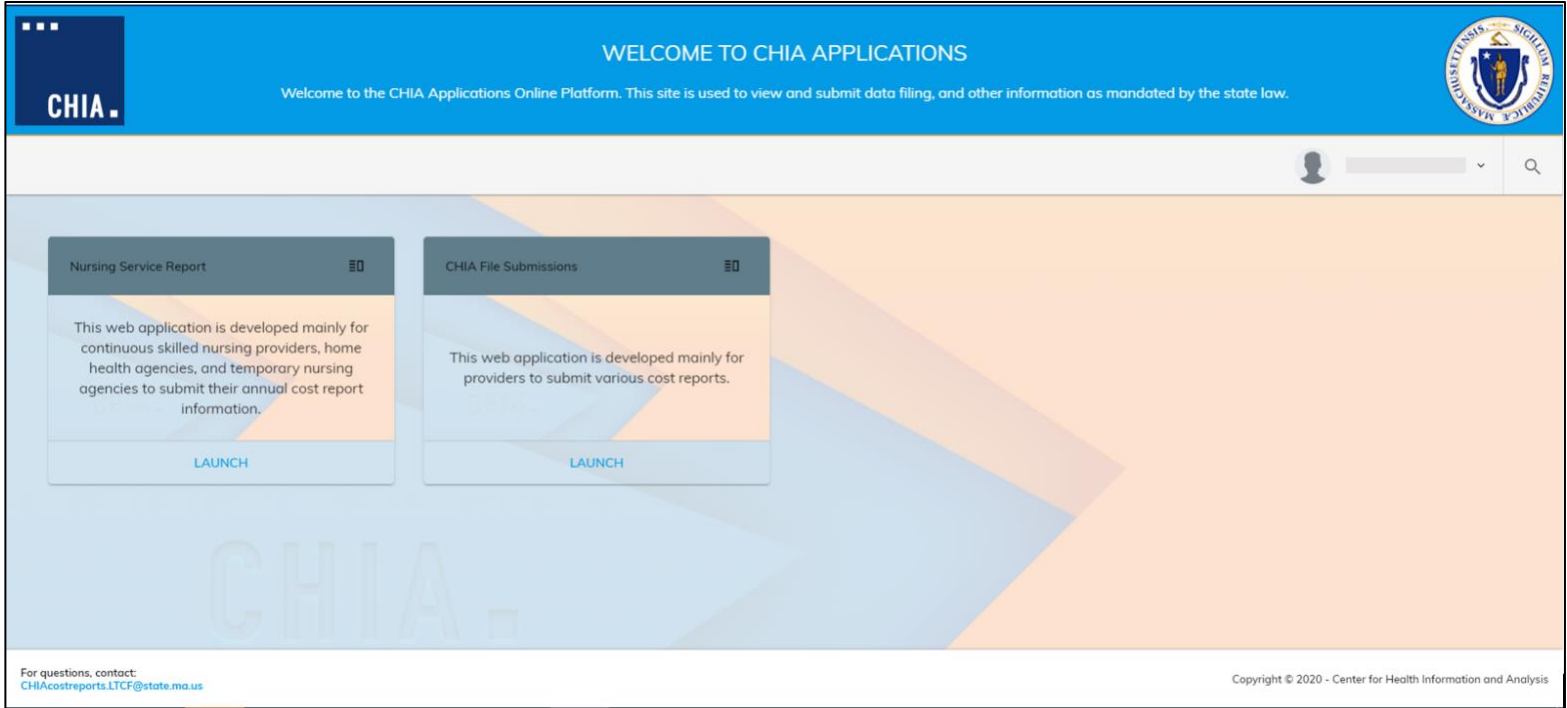 CHIA.
WELCOME TO CHIA APPLICATIONS
Welcome to the CHIA Applications Online Platform. This site is used to view and submit data filing, and other information as mandated by the state law.
MASSACHUSETTENSIS. SIGILLUM REIPUBLICÆ
Nursing Service Report
This web application is developed mainly for
continuous skilled nursing providers, home
health agencies, and temporary nursing
agencies to submit their annual cost report
information.
LAUNCH
CHIA File Submissions
This web application is developed mainly for
providers to submit various cost reports.
LAUNCH
CHIA.
For questions, contact:
CHIAcostreports.LTCF@state.ma.us
Copyright © 2020 - Center for Health Information and Analysis